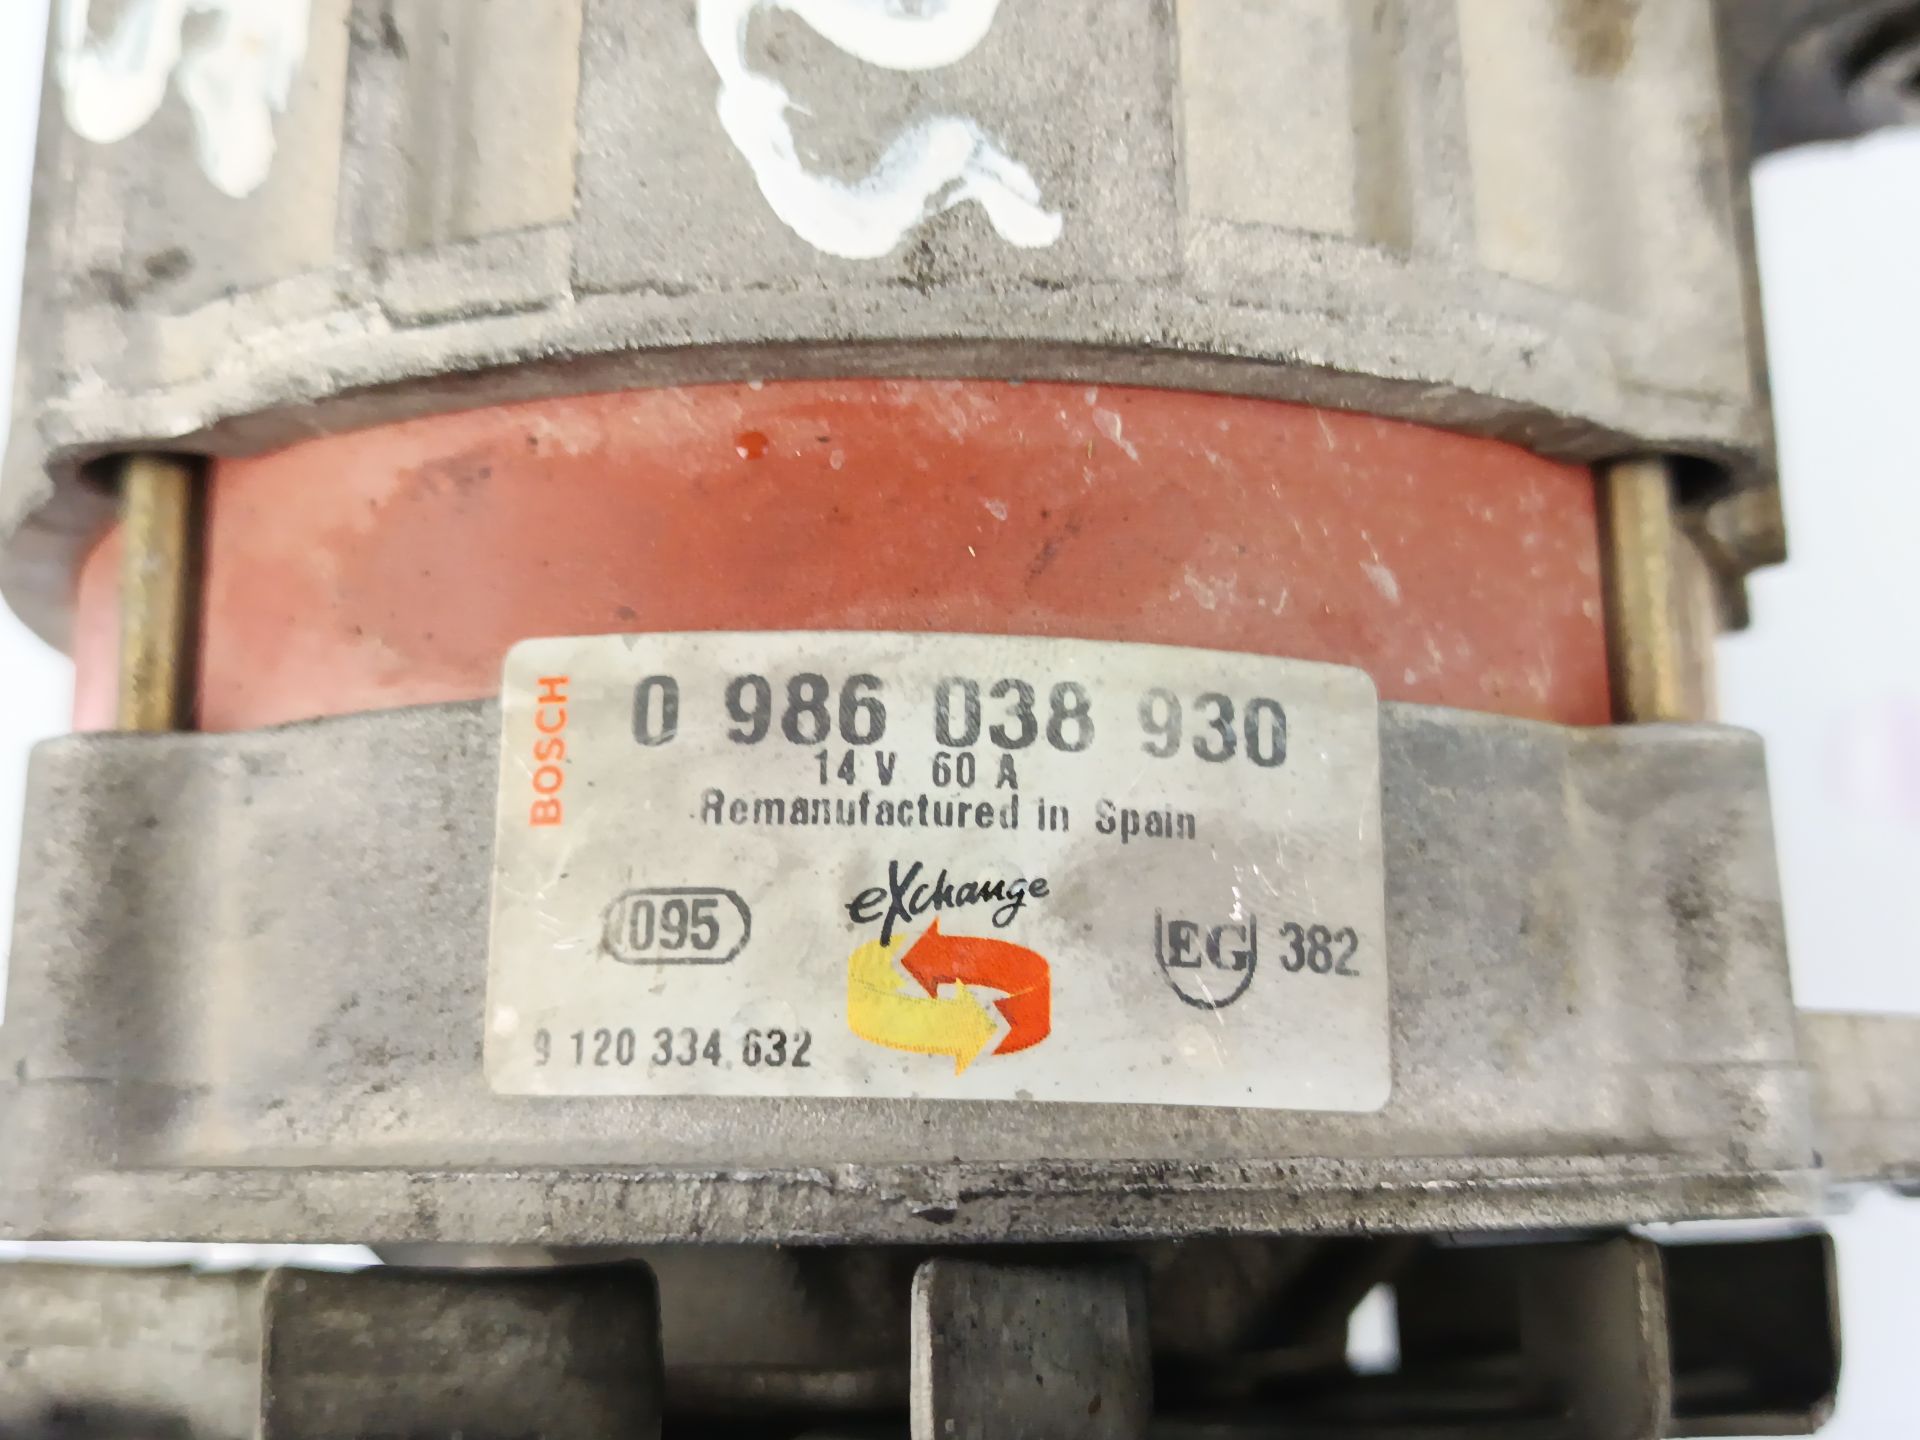 BOSCH
0 986 038 930
14 V 60 A
Remanufactured in Spain
eXchange
095
EG 382
9 120 334 632